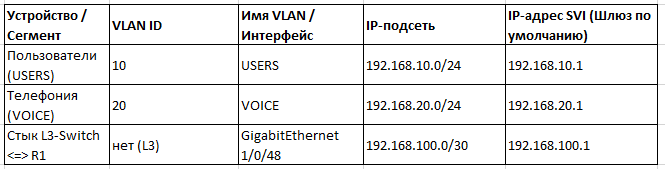 Устройство / Сегмент
VLAN ID
Имя VLAN / Интерфейс
IP-подсеть
IP-адрес SVI (Шлюз по умолчанию)
Пользователи (USERS)
10
USERS
192.168.10.0/24
192.168.10.1
Телефония (VOICE)
20
VOICE
192.168.20.0/24
192.168.20.1
Стык L3-Switch <=> R1
нет (L3)
GigabitEthernet 1/0/48
192.168.100.0/30
192.168.100.1